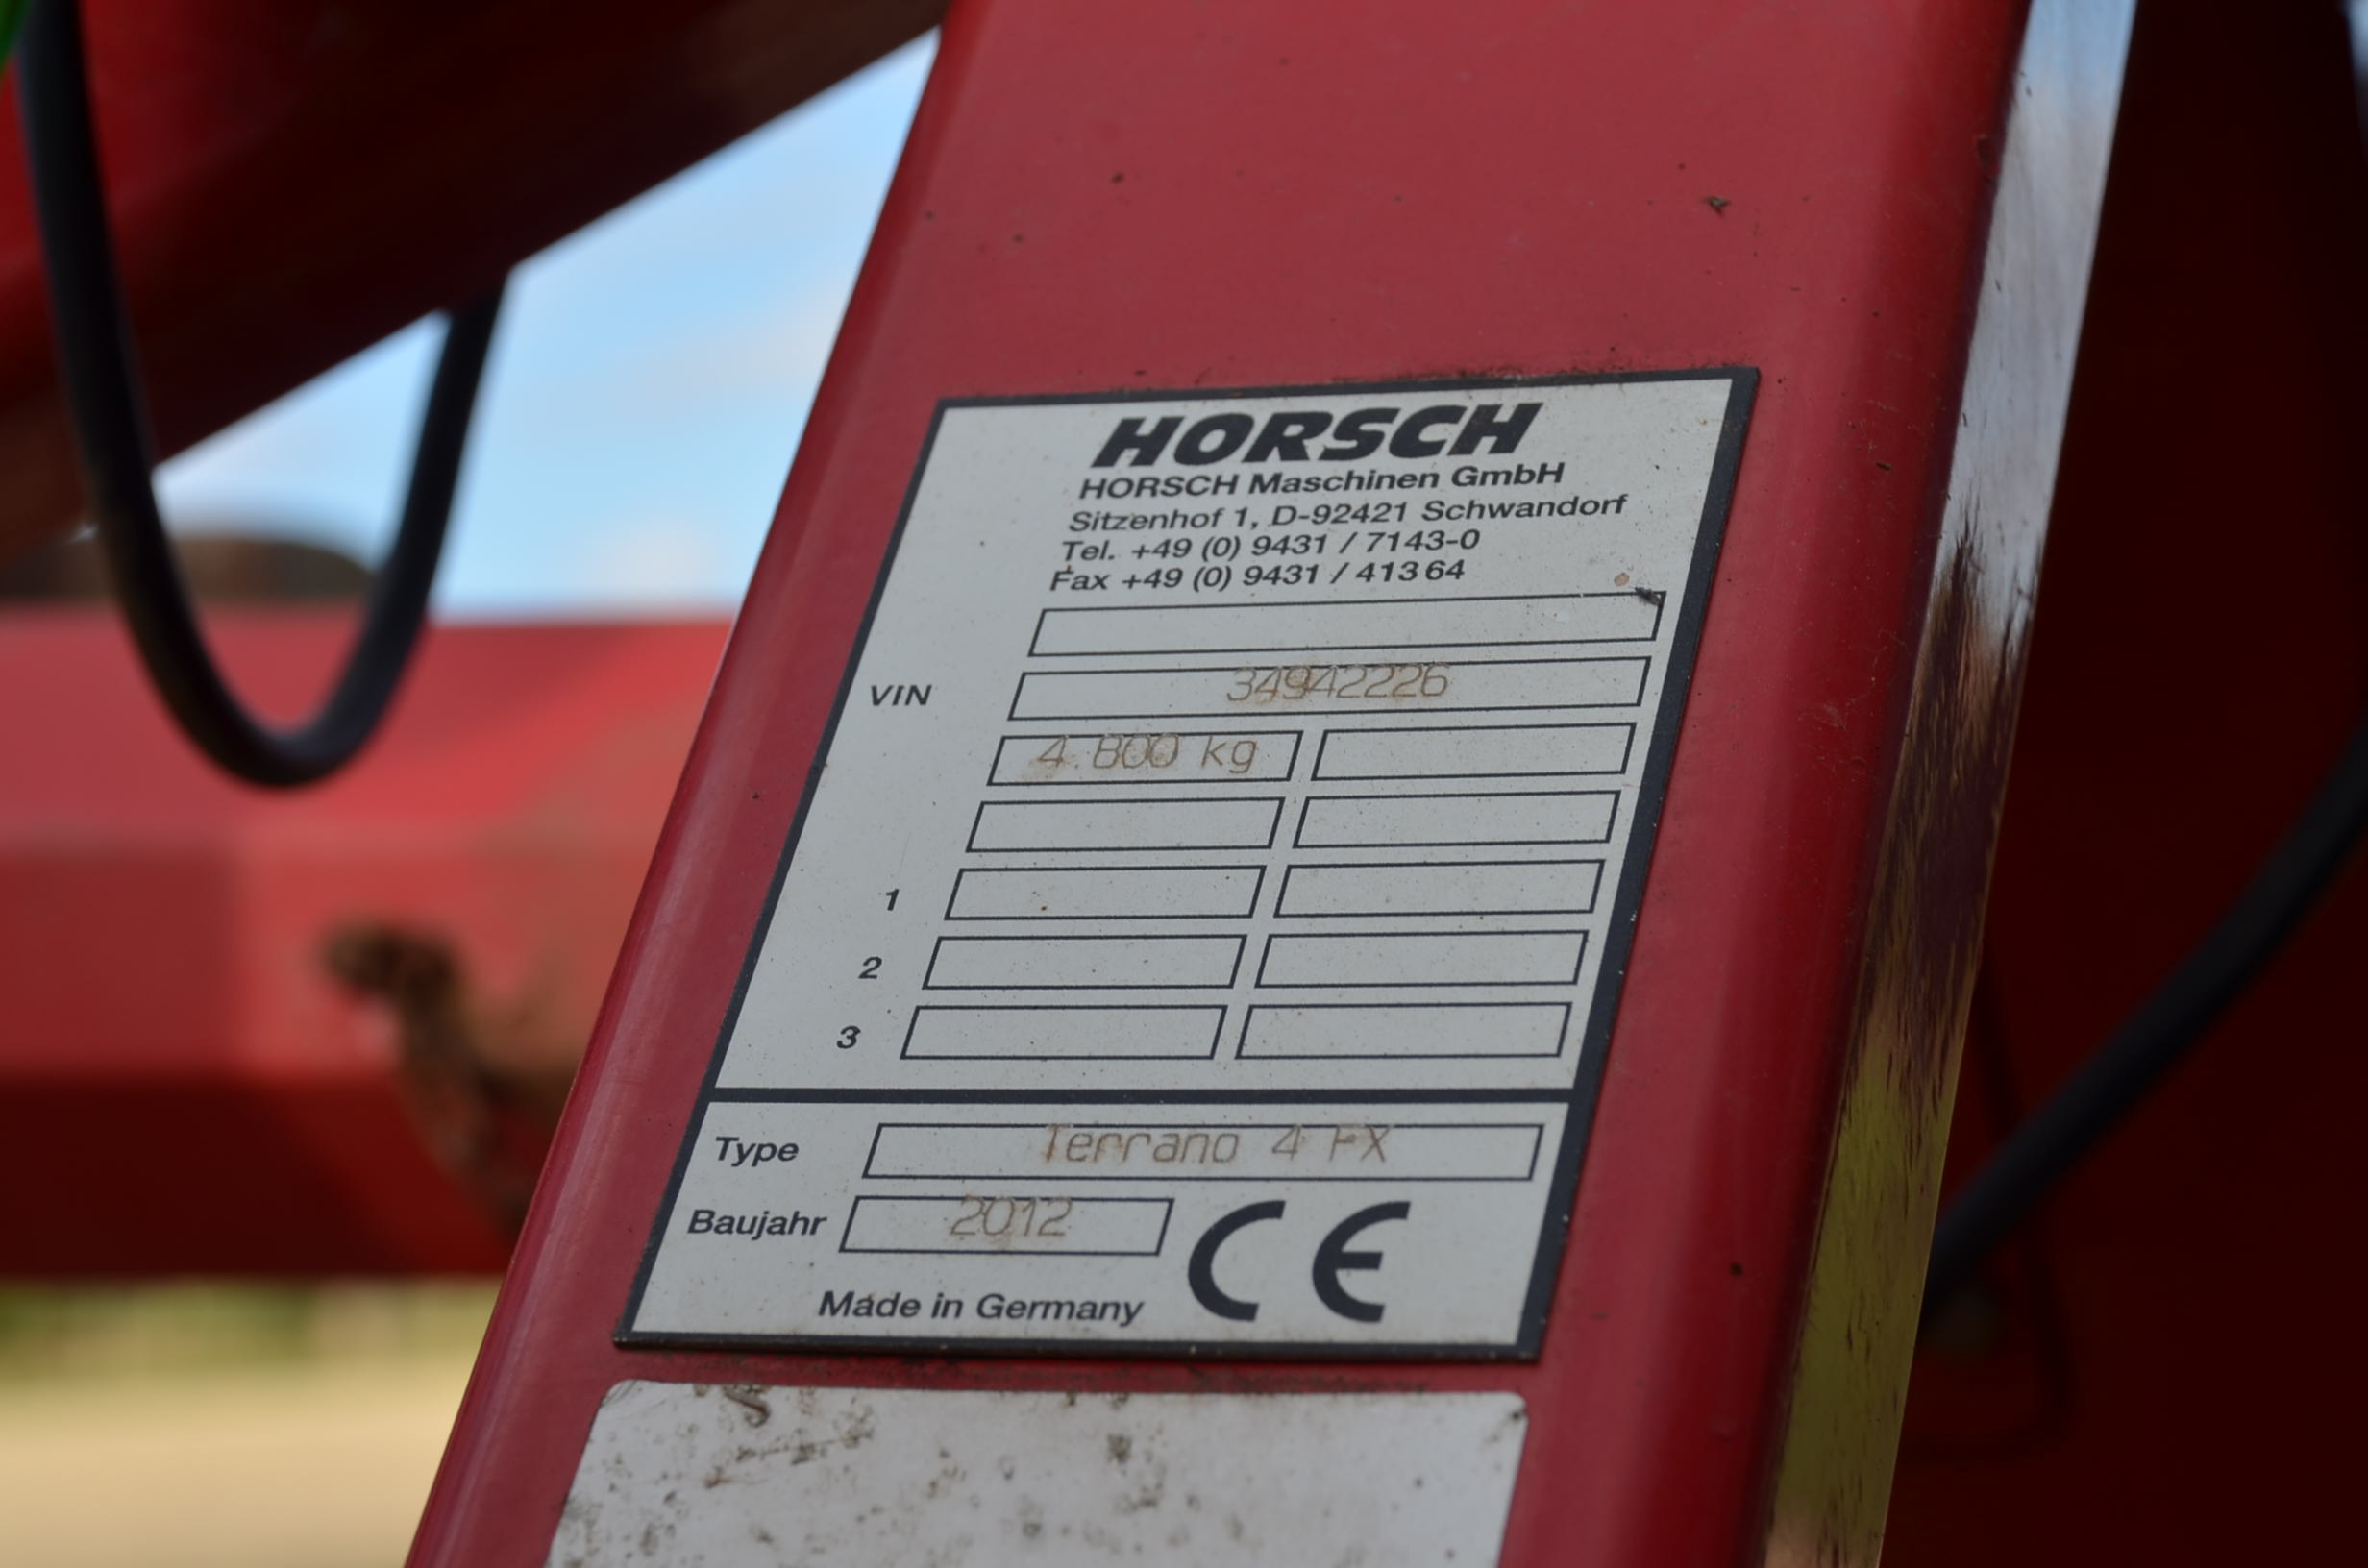 HORSCH
HORSCH Maschinen GmbH
Sitzenhof 1, D-92421 Schwandorf
Tel. +49 (0) 9431 / 7143-0
Fax +49 (0) 9431 / 413 64
VIN 34942226
4.800 kg
1
2
3
Type Terrano 4 FX
Baujahr 2012 CE
Made in Germany